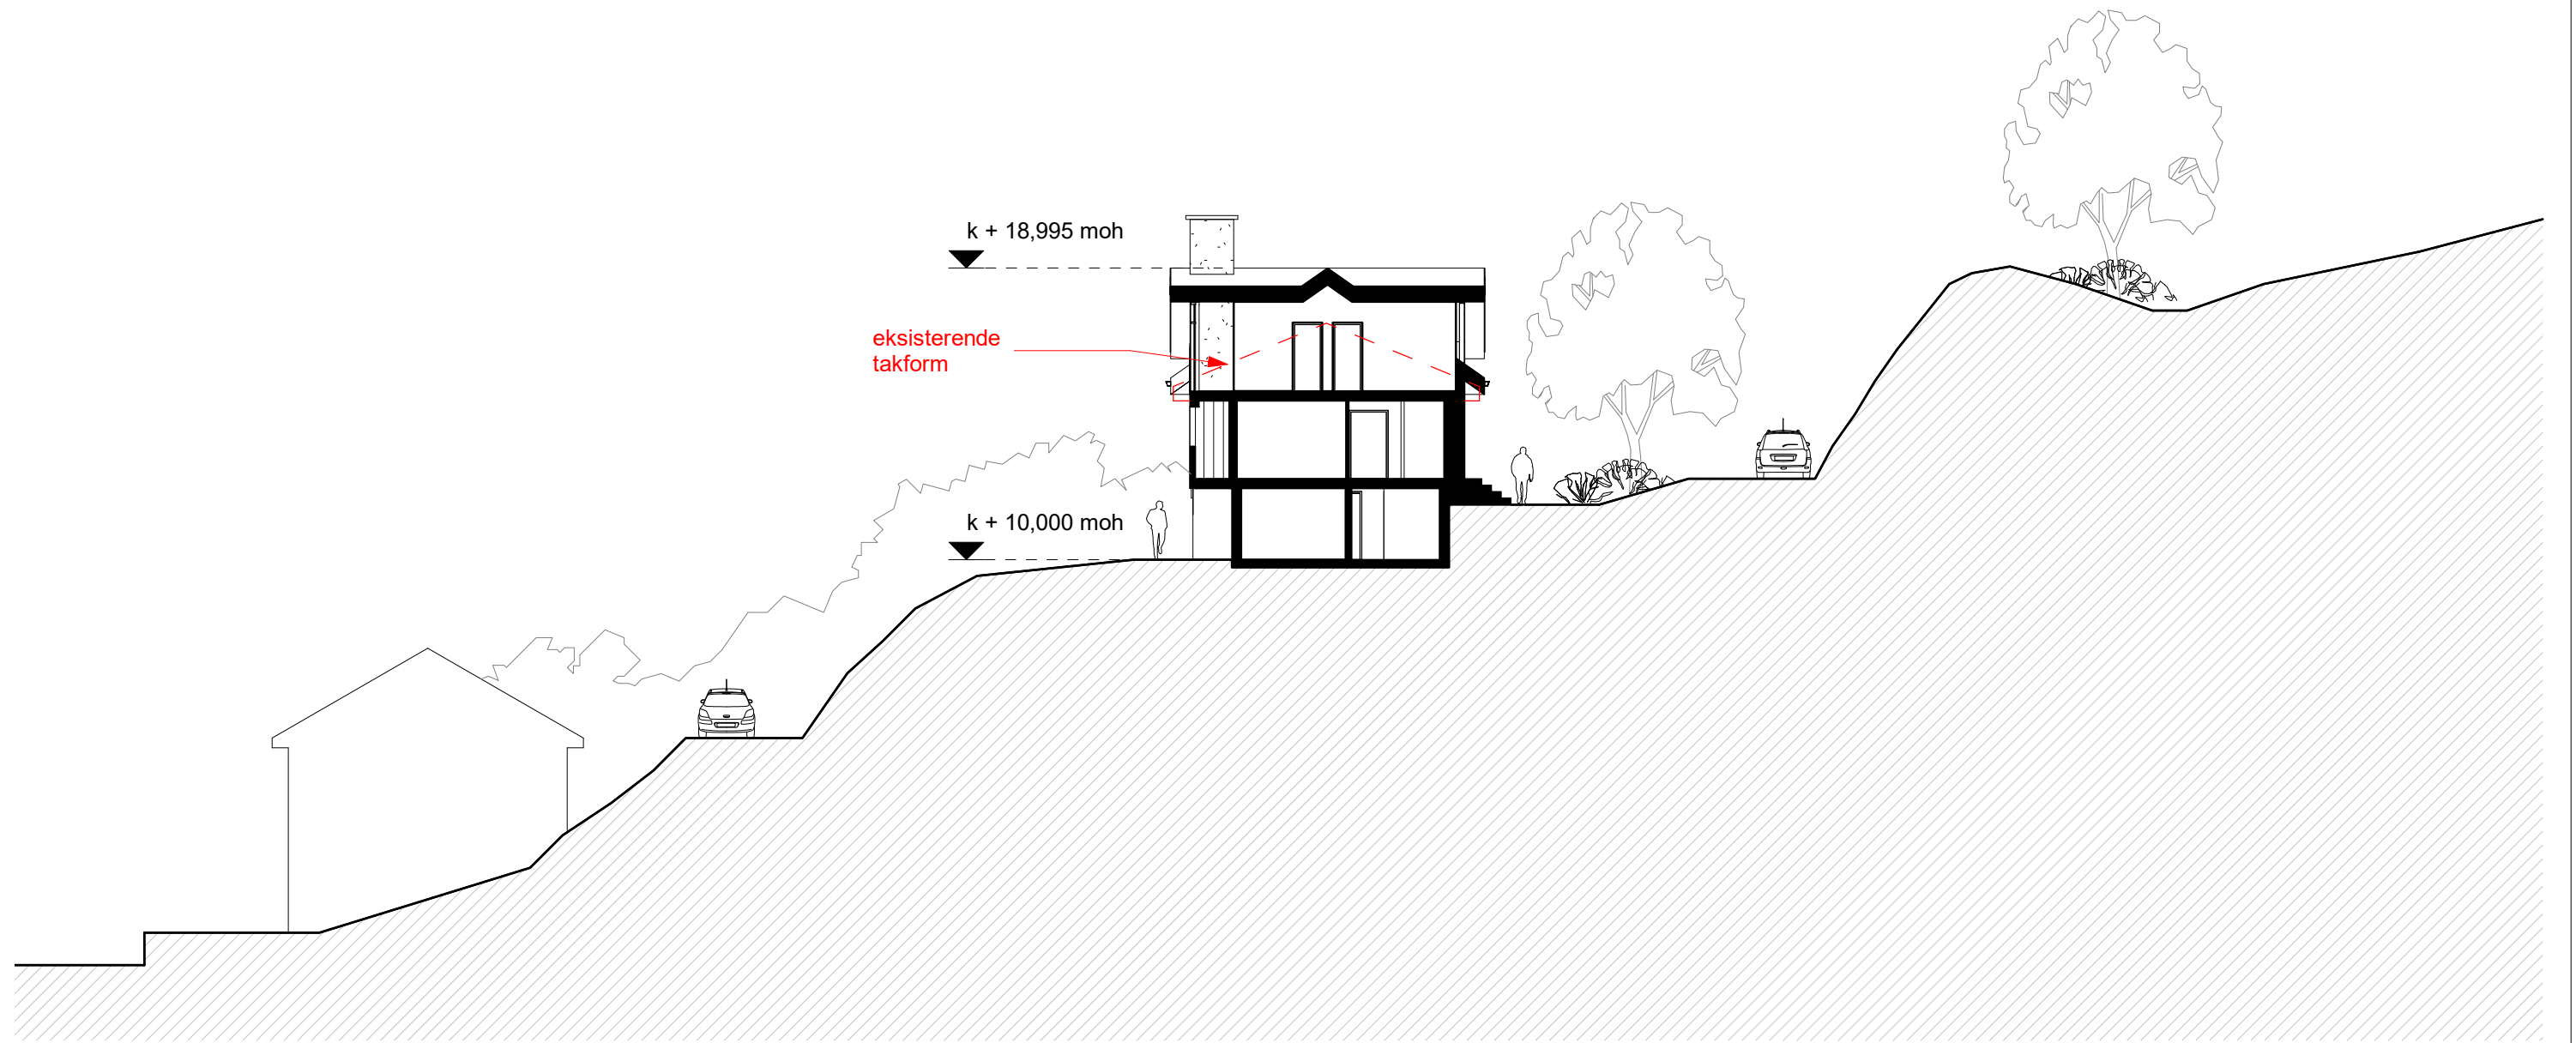 k + 18,995 moh
eksisterende
takform
k + 10,000 moh